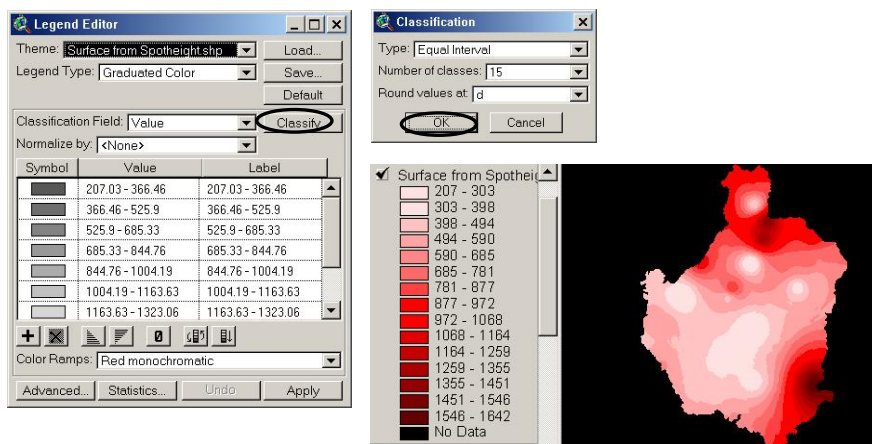 Legend Editor
Theme: Surface from Spotheight.shp Load...
Legend Type: Graduated Color Save...
Default
Classification Field: Value Classify
Normalize by: <None>
Symbol Value Label
207.03 - 366.46 207.03 - 366.46
366.46 - 525.9 366.46 - 525.9
525.9 - 685.33 525.9 - 685.33
685.33 - 844.76 685.33 - 844.76
844.76 - 1004.19 844.76 - 1004.19
1004.19 - 1163.63 1004.19 - 1163.63
1163.63 - 1323.06 1163.63 - 1323.06
Color Ramps: Red monochromatic
Advanced... Statistics... Undo Apply
Classification
Type: Equal Interval
Number of classes: 15
Round values at: d
OK Cancel
Surface from Spotheig
207 - 303
303 - 398
398 - 494
494 - 590
590 - 685
685 - 781
781 - 877
877 - 972
972 - 1068
1068 - 1164
1164 - 1259
1259 - 1355
1355 - 1451
1451 - 1546
1546 - 1642
No Data